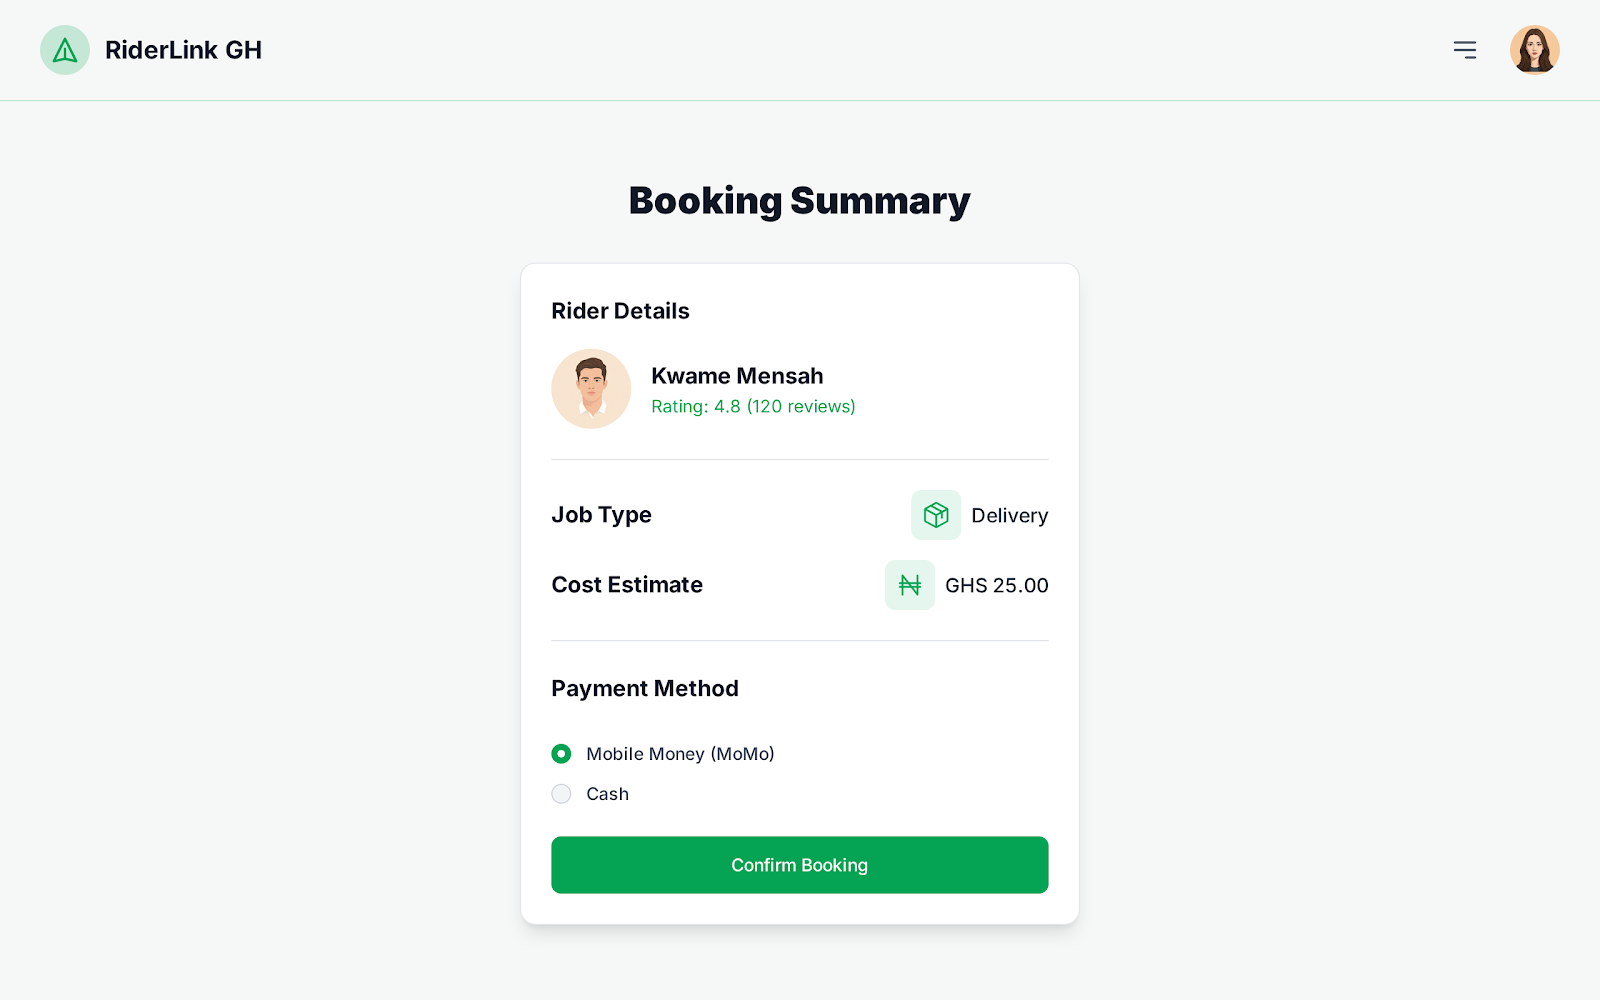 RiderLink GH
Booking Summary
Rider Details
Kwame Mensah
Rating: 4.8 (120 reviews)
Job Type
Delivery
Cost Estimate
₦ GHS 25.00
Payment Method
Mobile Money (MoMo)
Cash
Confirm Booking